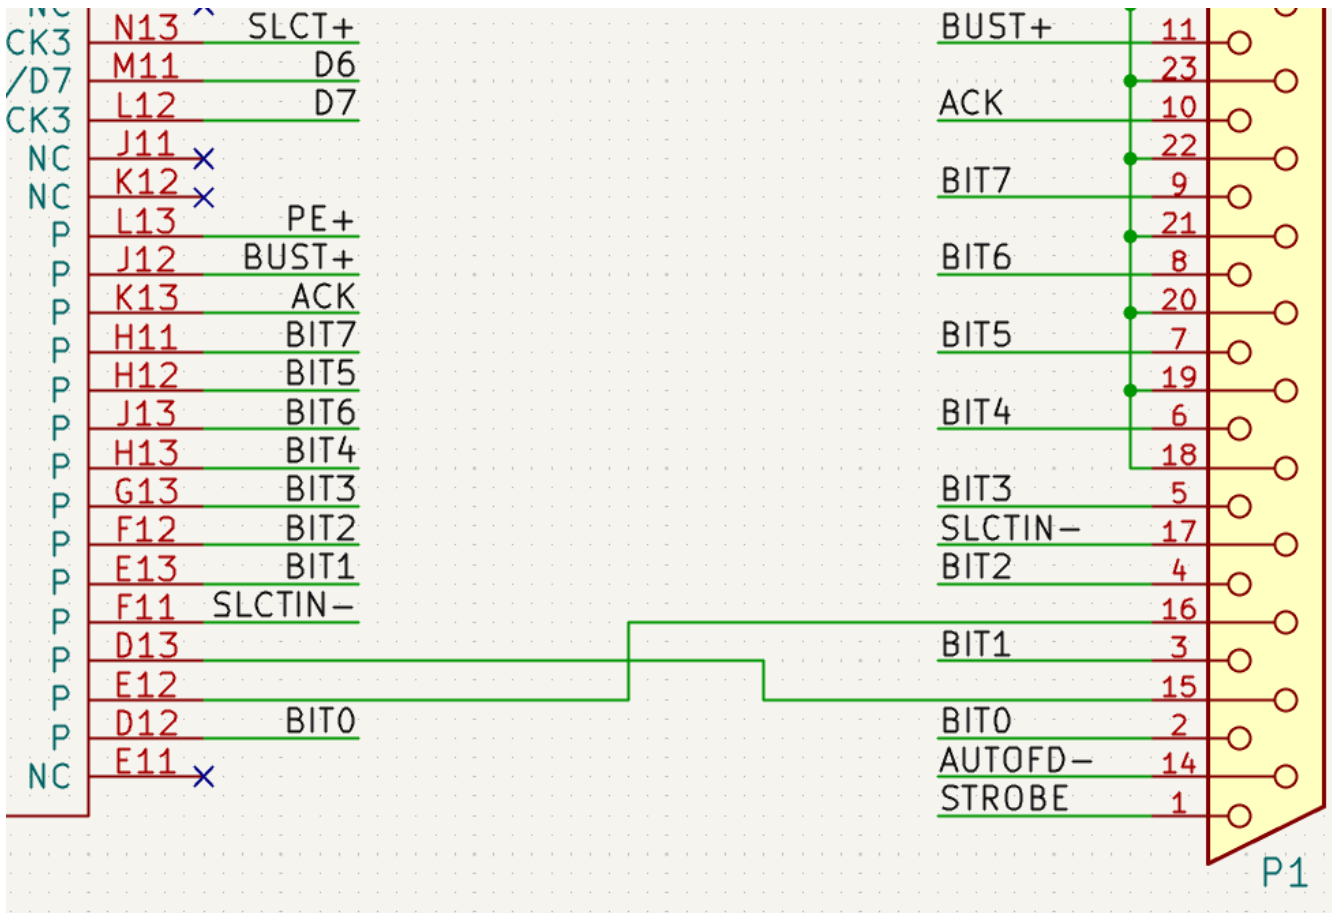 NC
CK3 N13 SLCT+ BUST+ 11
/D7 M11 D6 23
CK3 L12 D7 ACK 10
NC J11 22
NC K12 BIT7 9
P L13 PE+ 21
P J12 BUST+ BIT6 8
P K13 ACK 20
P H11 BIT7 BIT5 7
P H12 BIT5 19
P J13 BIT6 BIT4 6
P H13 BIT4 18
P G13 BIT3 BIT3 5
P F12 BIT2 SLCTIN- 17
P E13 BIT1 BIT2 4
P F11 SLCTIN- 16
P D13 BIT1 3
P E12 15
P D12 BIT0 BIT0 2
NC E11 AUTOFD- 14
STROBE 1
P1